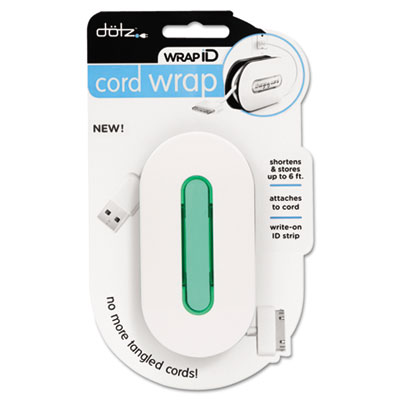 dötz
WRAP iD
cord wrap
NEW!
shortens
& stores
up to 6 ft.
attaches
to cord
write-on
ID strip
no more tangled cords!